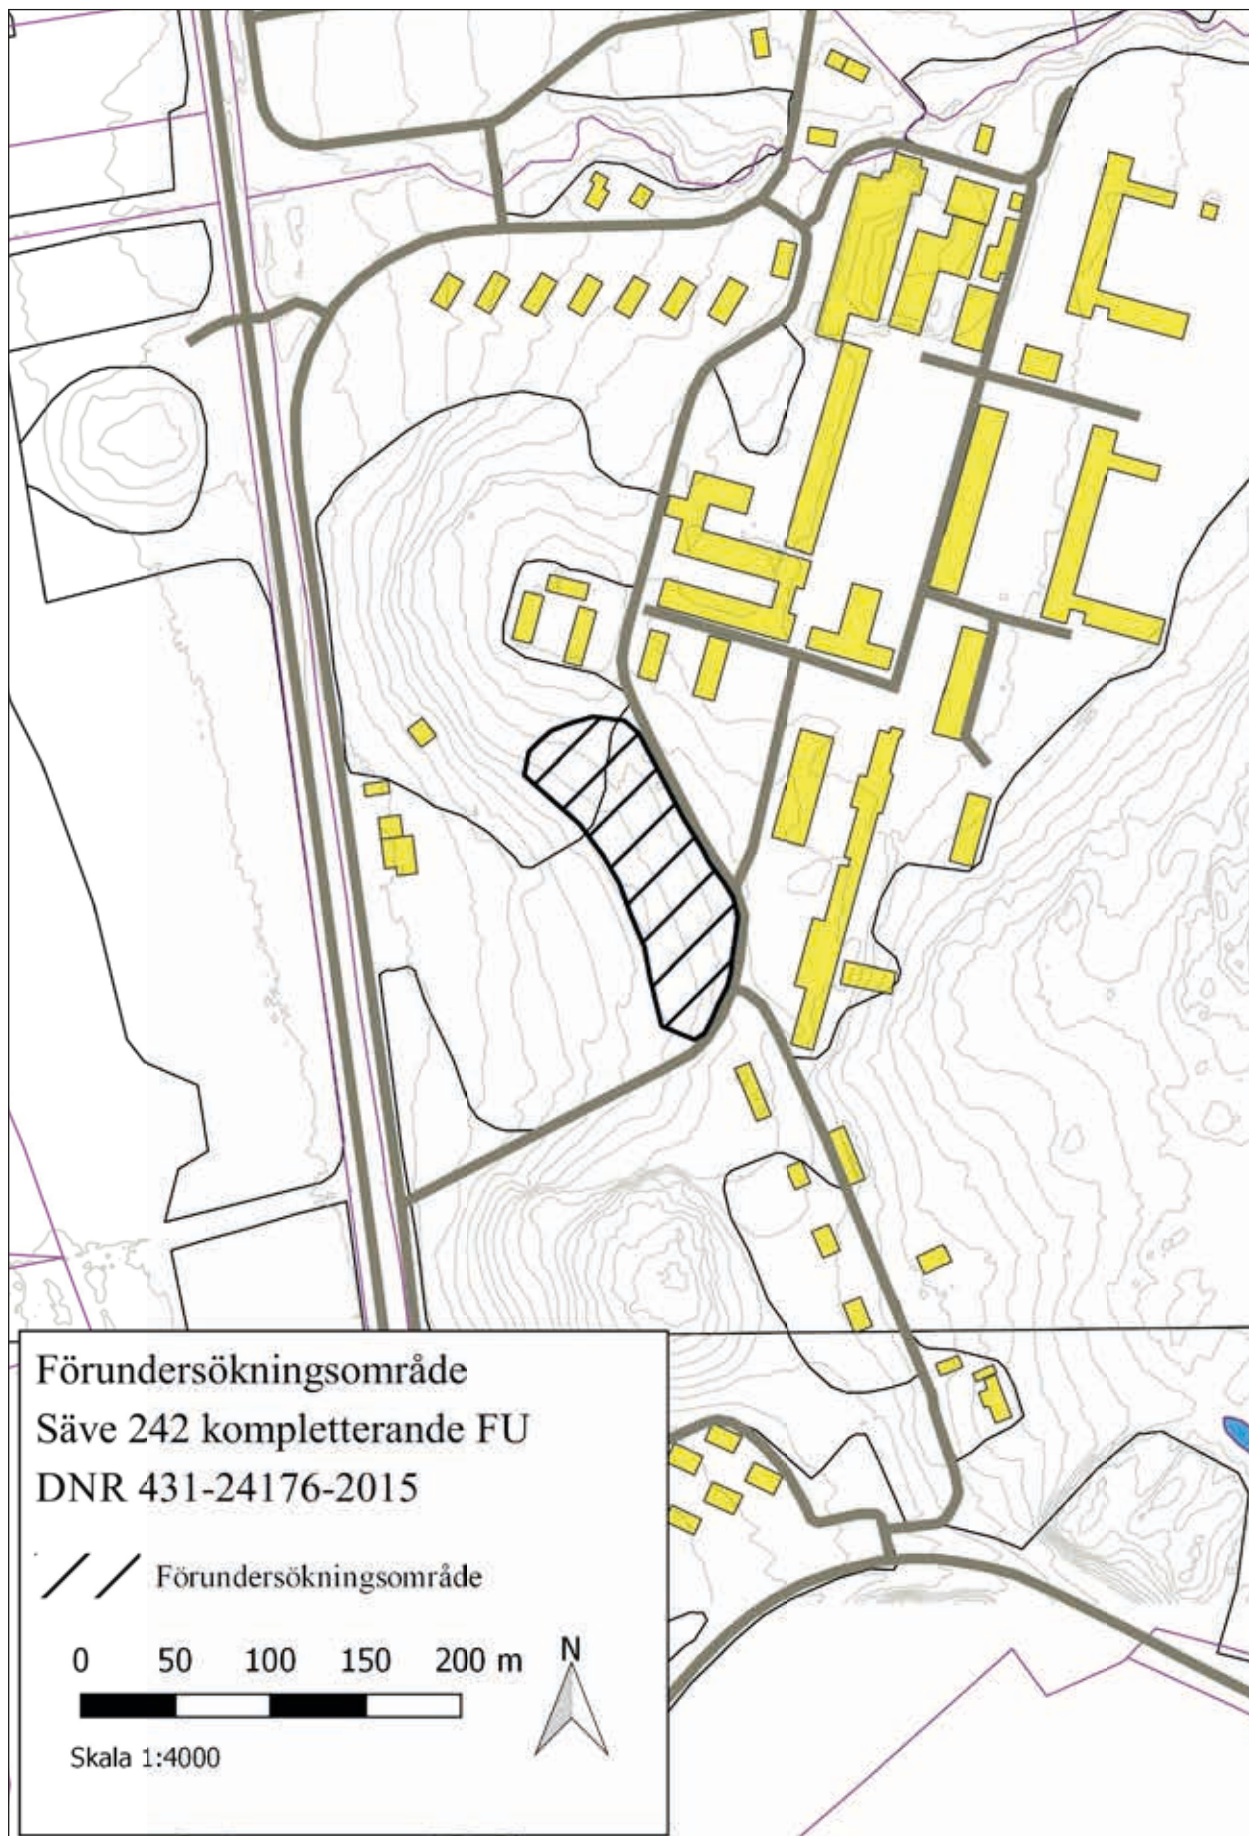 Förundersökningsområde
Säve 242 kompletterande FU
DNR 431-24176-2015
Förundersökningsområde
0 50 100 150 200 m
N
Skala 1:4000